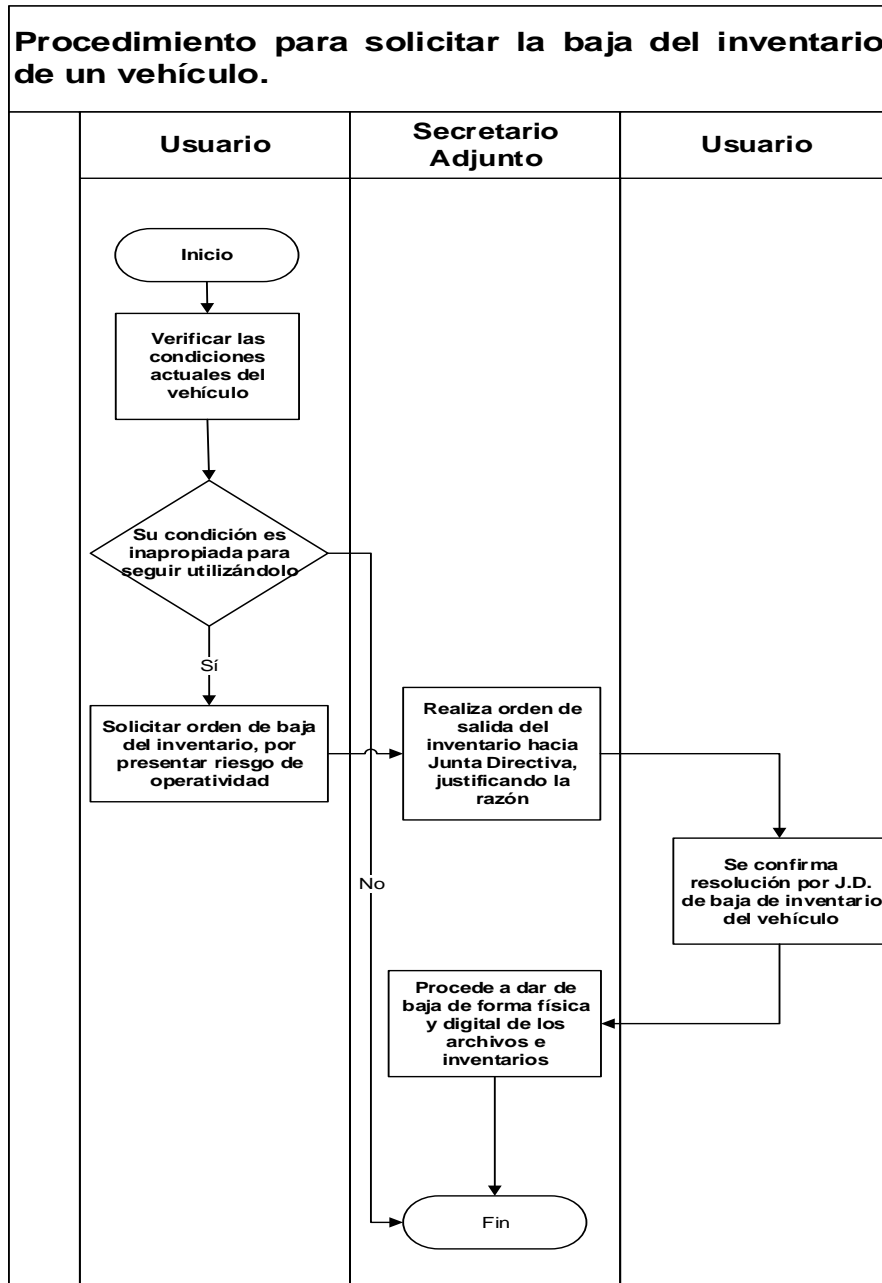 Procedimiento para solicitar la baja del inventario
de un vehículo.
Usuario
Secretario
Adjunto
Usuario
Inicio
Verificar las
condiciones
actuales del
vehículo
Su condición es
inapropiada para
seguir utilizándolo
Sí
Solicitar orden de baja
del inventario, por
presentar riesgo de
operatividad
Realiza orden de
salida del
inventario hacia
Junta Directiva,
justificando la
razón
Se confirma
resolución por J.D.
de baja de inventario
del vehículo
No
Procede a dar de
baja de forma física
y digital de los
archivos e
inventarios
Fin